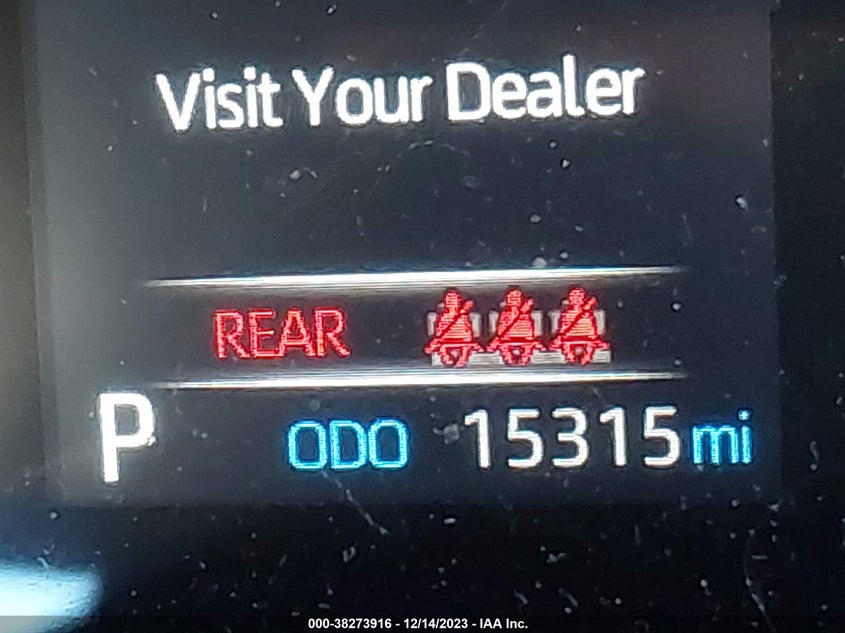 Visit Your Dealer
REAR
P ODO 15315 mi
000-38273916 - 12/14/2023 - IAA Inc.